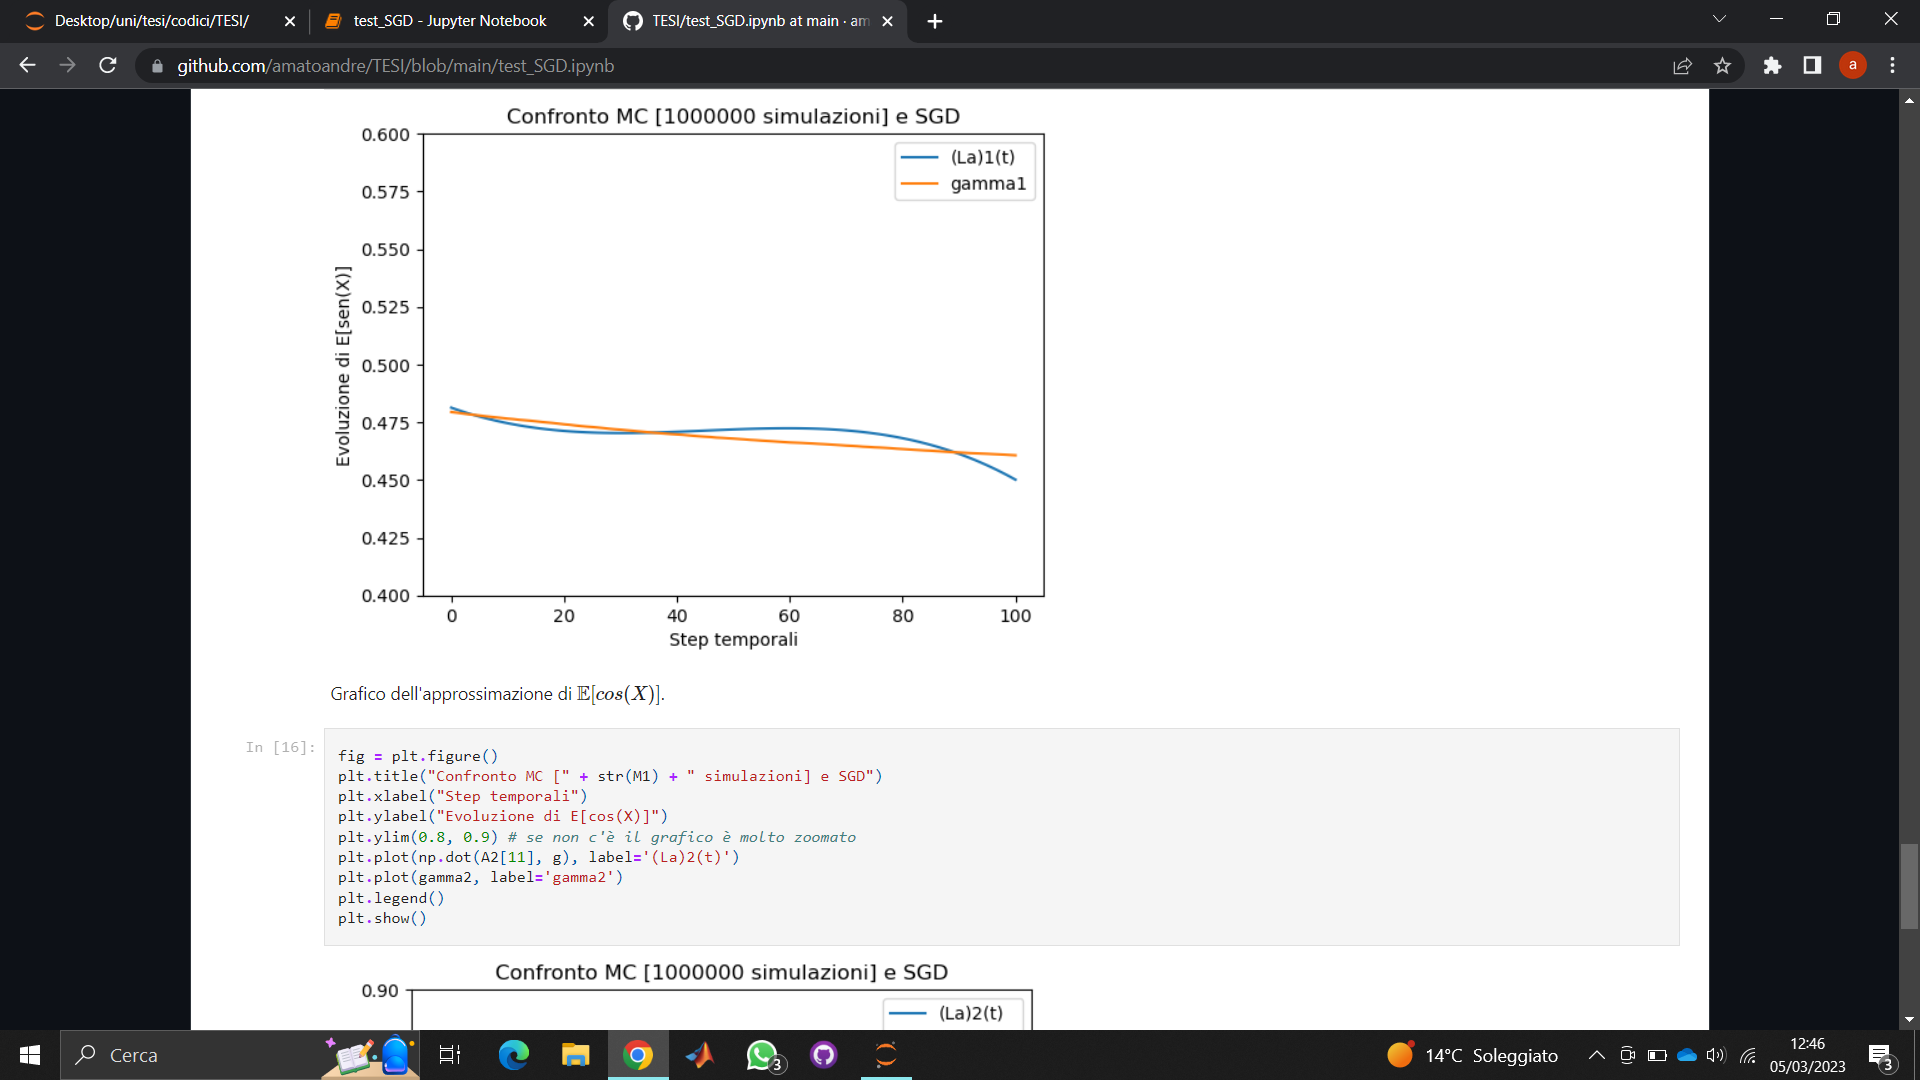 Desktop/uni/tesi/codici/TESI/
test_SGD - Jupyter Notebook
TESI/test_SGD.ipynb at main · am
github.com/amatoandre/TESI/blob/main/test_SGD.ipynb
a
Confronto MC [1000000 simulazioni] e SGD
(La)1(t)
gamma1
0.600
0.575
0.550
0.525
0.500
0.475
0.450
0.425
0.400
Evoluzione di E[sen(X)]
0 20 40 60 80 100
Step temporali
Grafico dell'approssimazione di 𝔼[cos(X)].
In [16]:
fig = plt.figure()
plt.title("Confronto MC [" + str(M1) + " simulazioni] e SGD")
plt.xlabel("Step temporali")
plt.ylabel("Evoluzione di E[cos(X)]")
plt.ylim(0.8, 0.9) # se non c'è il grafico è molto zoomato
plt.plot(np.dot(A2[11], g), label='(La)2(t)')
plt.plot(gamma2, label='gamma2')
plt.legend()
plt.show()
Confronto MC [1000000 simulazioni] e SGD
0.90
(La)2(t)
Cerca
3
14°C Soleggiato
12:46
05/03/2023
3